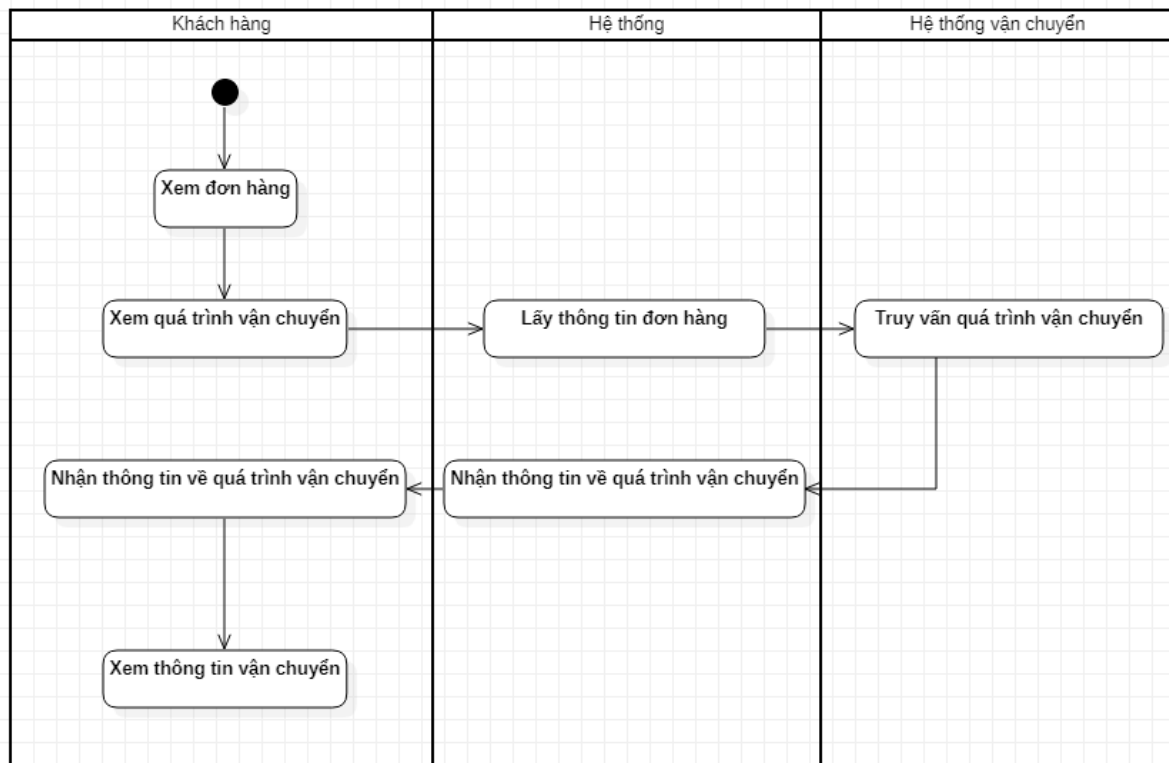 Khách hàng
Hệ thống
Hệ thống vận chuyển
Xem đơn hàng
Xem quá trình vận chuyển
Lấy thông tin đơn hàng
Truy vấn quá trình vận chuyển
Nhận thông tin về quá trình vận chuyển
Nhận thông tin về quá trình vận chuyển
Xem thông tin vận chuyển